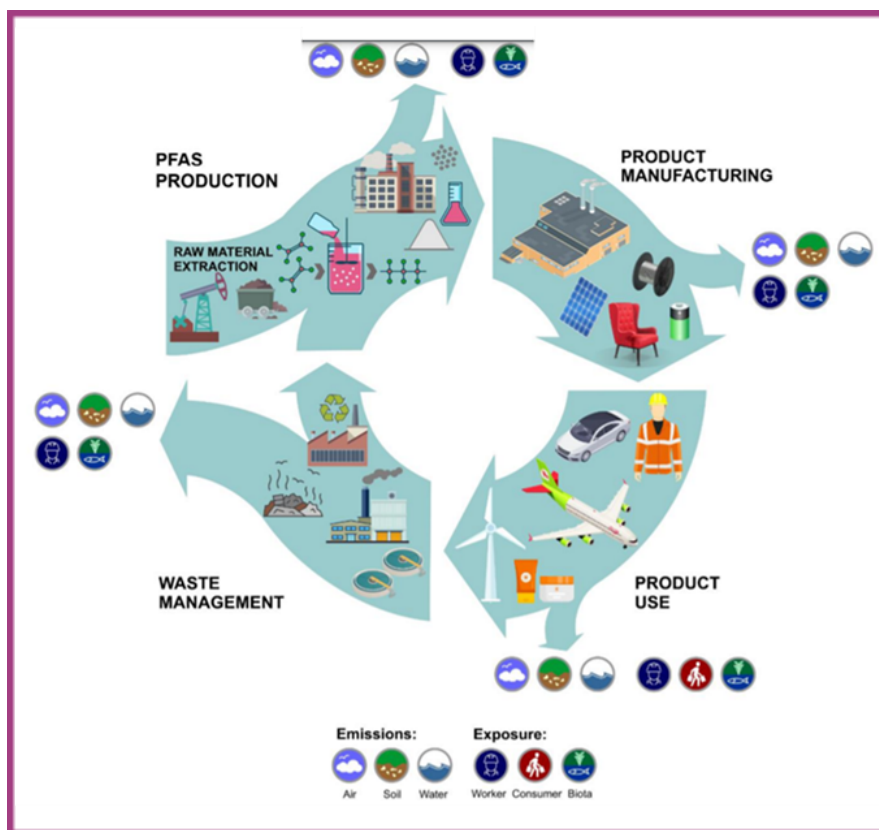 PFAS
PRODUCTION
RAW MATERIAL
EXTRACTION
PRODUCT
MANUFACTURING
PRODUCT
USE
WASTE
MANAGEMENT
Emissions:
Exposure:
Air
Soil
Water
Worker
Consumer
Biota